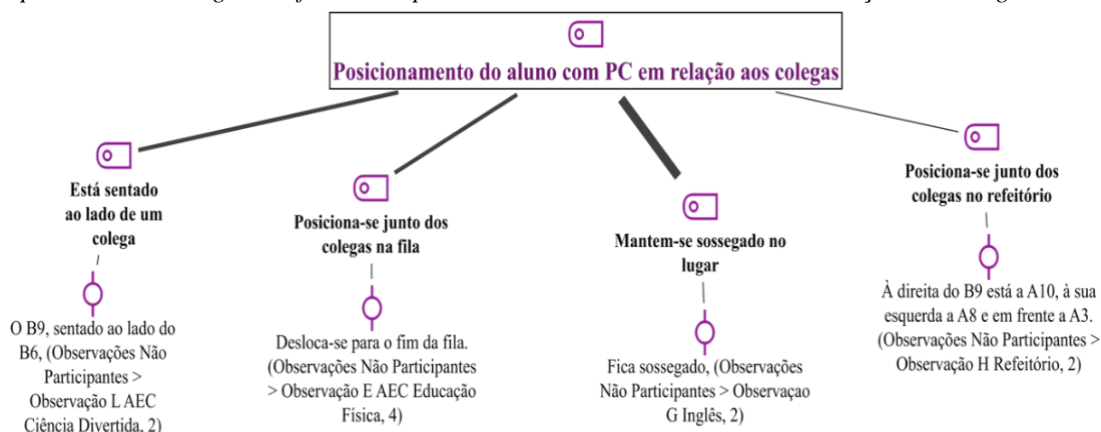 Posicionamento do aluno com PC em relação aos colegas
Está sentado
ao lado de um
colega
O B9, sentado ao lado do
B6, (Observações Não
Participantes >
Observação L AEC
Ciência Divertida, 2)
Posiciona-se junto dos
colegas na fila
Desloca-se para o fim da fila.
(Observações Não Participantes
> Observação E AEC Educação
Física, 4)
Mantem-se sossegado no
lugar
Fica sossegado, (Observações
Não Participantes > Observaçao
G Inglês, 2)
Posiciona-se junto dos
colegas no refeitório
À direita do B9 está a A10, à sua
esquerda a A8 e em frente a A3.
(Observações Não Participantes >
Observação H Refeitório, 2)